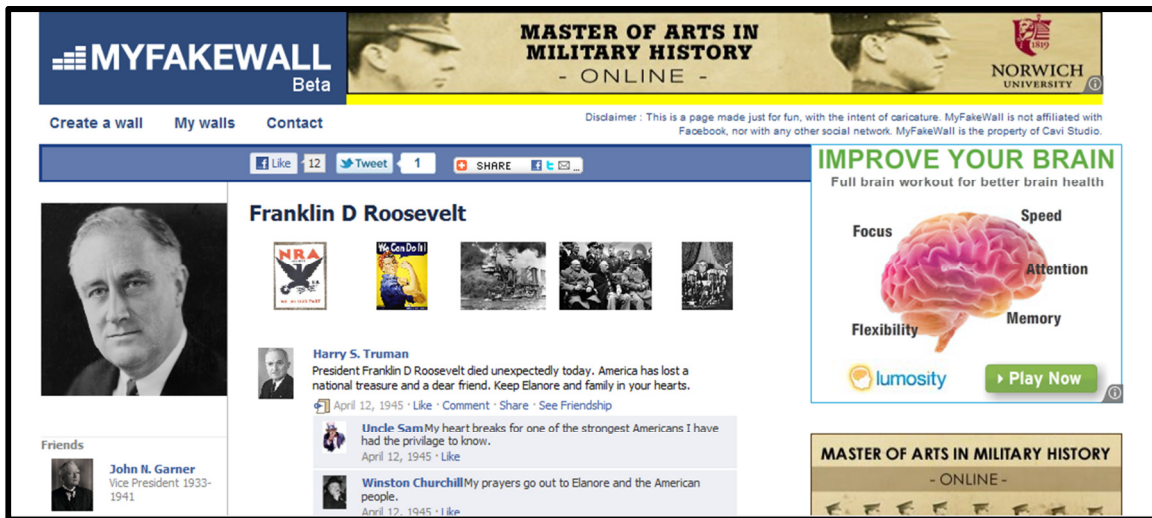 MYFAKEWALL
Beta
MASTER OF ARTS IN
MILITARY HISTORY
- ONLINE -
1819
NORWICH
UNIVERSITY
Create a wall My walls Contact
Disclaimer : This is a page made just for fun, with the intent of caricature. MyFakeWall is not affiliated with
Facebook, nor with any other social network. MyFakeWall is the property of Cavi Studio.
Like 12 Tweet 1 SHARE ...
IMPROVE YOUR BRAIN
Full brain workout for better brain health
Focus
Speed
Attention
Memory
Flexibility
lumosity
Play Now
Franklin D Roosevelt
NRA
We Can Do It!
Harry S. Truman
President Franklin D Roosevelt died unexpectedly today. America has lost a
national treasure and a dear friend. Keep Elanore and family in your hearts.
April 12, 1945 · Like · Comment · Share · See Friendship
Uncle SamMy heart breaks for one of the strongest Americans I have
had the privilage to know.
April 12, 1945 · Like
Winston ChurchillMy prayers go out to Elanore and the American
people.
April 12, 1945 · Like
Friends
John N. Garner
Vice President 1933-
1941
MASTER OF ARTS IN MILITARY HISTORY
- ONLINE -